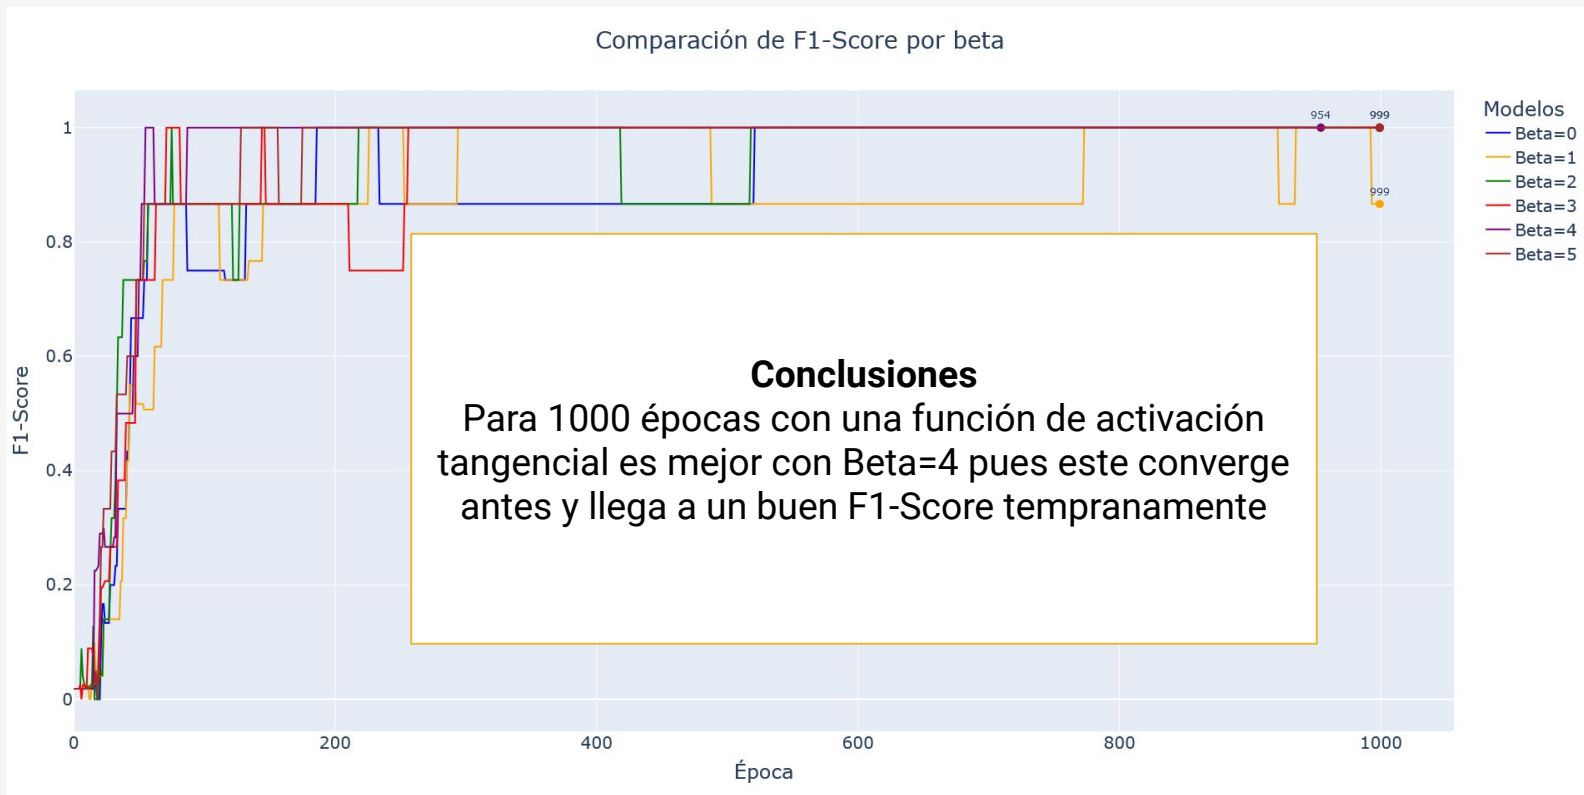 Comparación de F1-Score por beta
Modelos
Beta=0
Beta=1
Beta=2
Beta=3
Beta=4
Beta=5
954
999
999
1
0.8
0.6
0.4
0.2
0
F1-Score
Conclusiones
Para 1000 épocas con una función de activación
tangencial es mejor con Beta=4 pues este converge
antes y llega a un buen F1-Score tempranamente
0
200
400
600
800
1000
Época